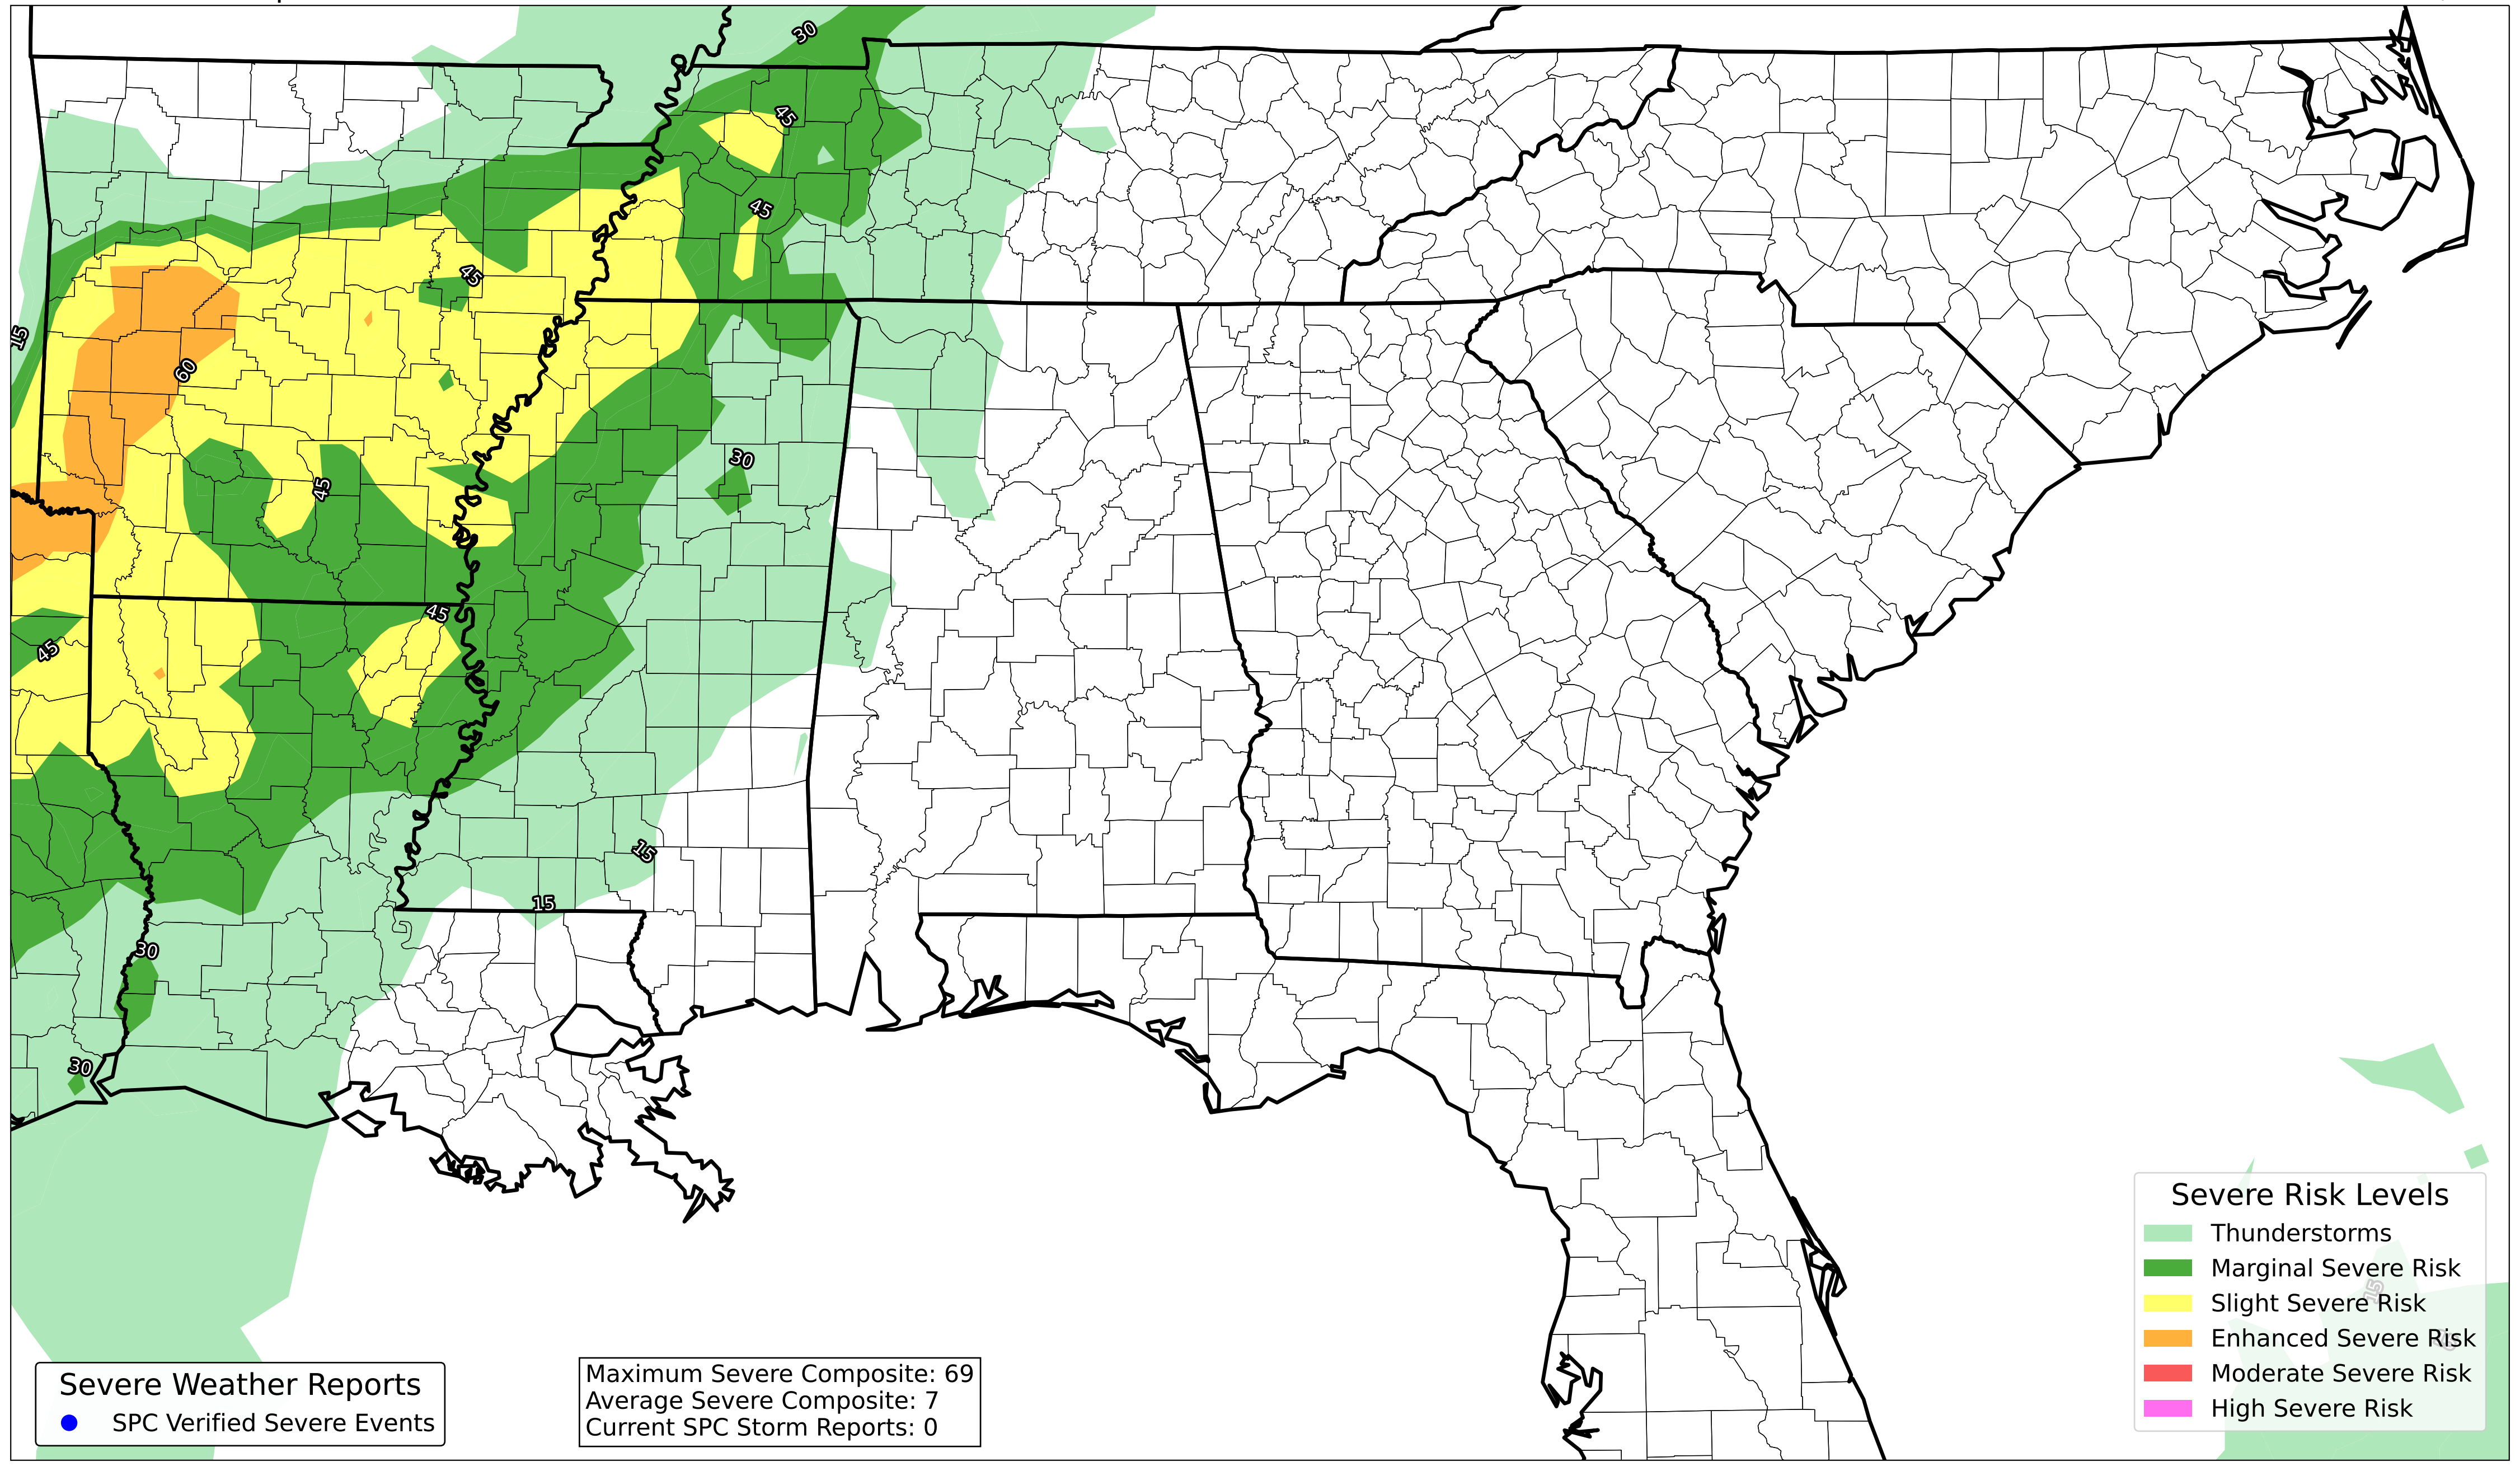 30
45
45
45
15
60
30
45
45
45
15
15
30
30
15
Severe Risk Levels
Thunderstorms
Marginal Severe Risk
Slight Severe Risk
Enhanced Severe Risk
Moderate Severe Risk
High Severe Risk
Severe Weather Reports
SPC Verified Severe Events
Maximum Severe Composite: 69
Average Severe Composite: 7
Current SPC Storm Reports: 0